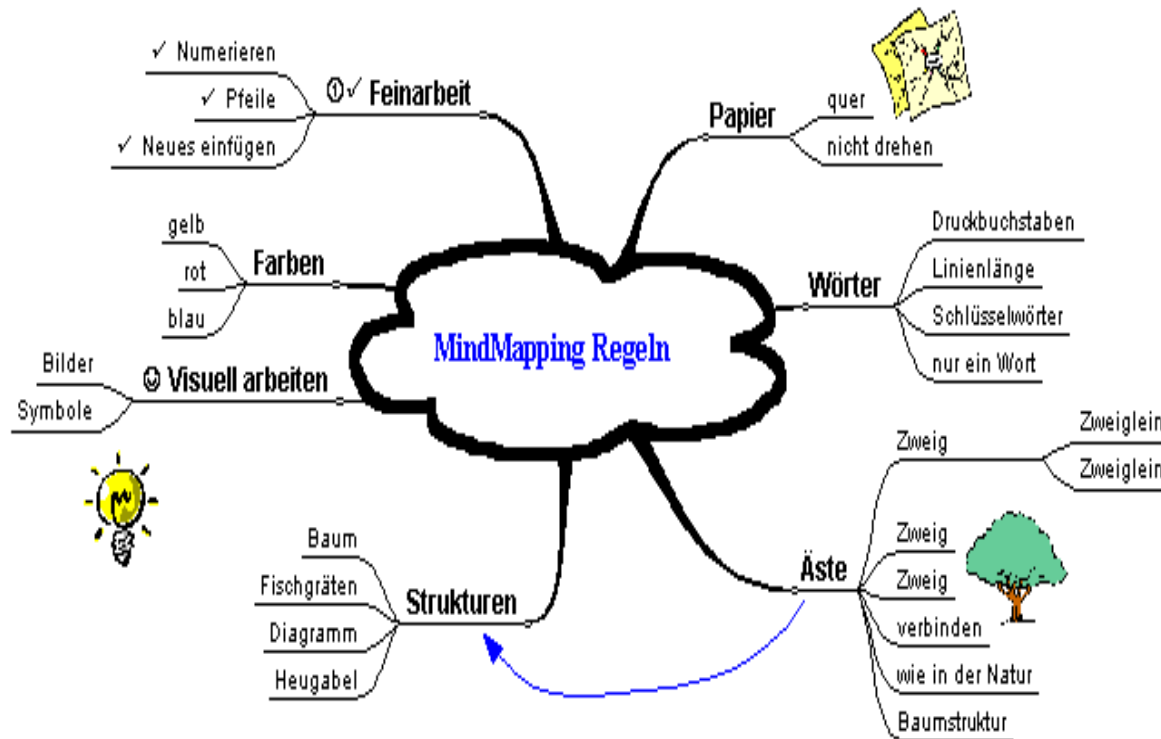 MindMapping Regeln
① ✓ Feinarbeit
✓ Numerieren
✓ Pfeile
✓ Neues einfügen
Farben
gelb
rot
blau
Visuell arbeiten
Bilder
Symbole
Strukturen
Baum
Fischgräten
Diagramm
Heugabel
Papier
quer
nicht drehen
Wörter
Druckbuchstaben
Linienlänge
Schlüsselwörter
nur ein Wort
Äste
Zweig
Zweiglein
Zweiglein
Zweig
Zweig
verbinden
wie in der Natur
Baumstruktur